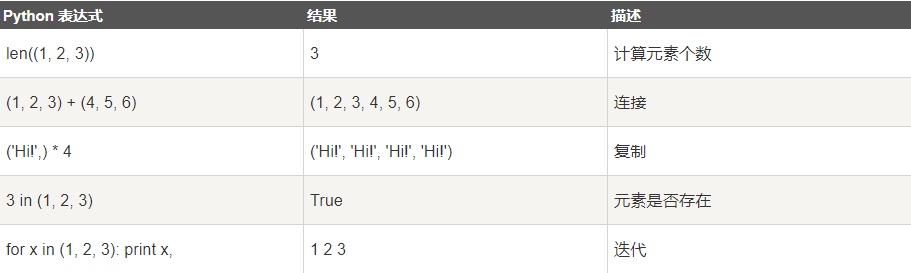 Python 表达式 结果 描述
len((1, 2, 3)) 3 计算元素个数
(1, 2, 3) + (4, 5, 6) (1, 2, 3, 4, 5, 6) 连接
('Hi!',) * 4 ('Hi!', 'Hi!', 'Hi!', 'Hi!') 复制
3 in (1, 2, 3) True 元素是否存在
for x in (1, 2, 3): print x, 1 2 3 迭代